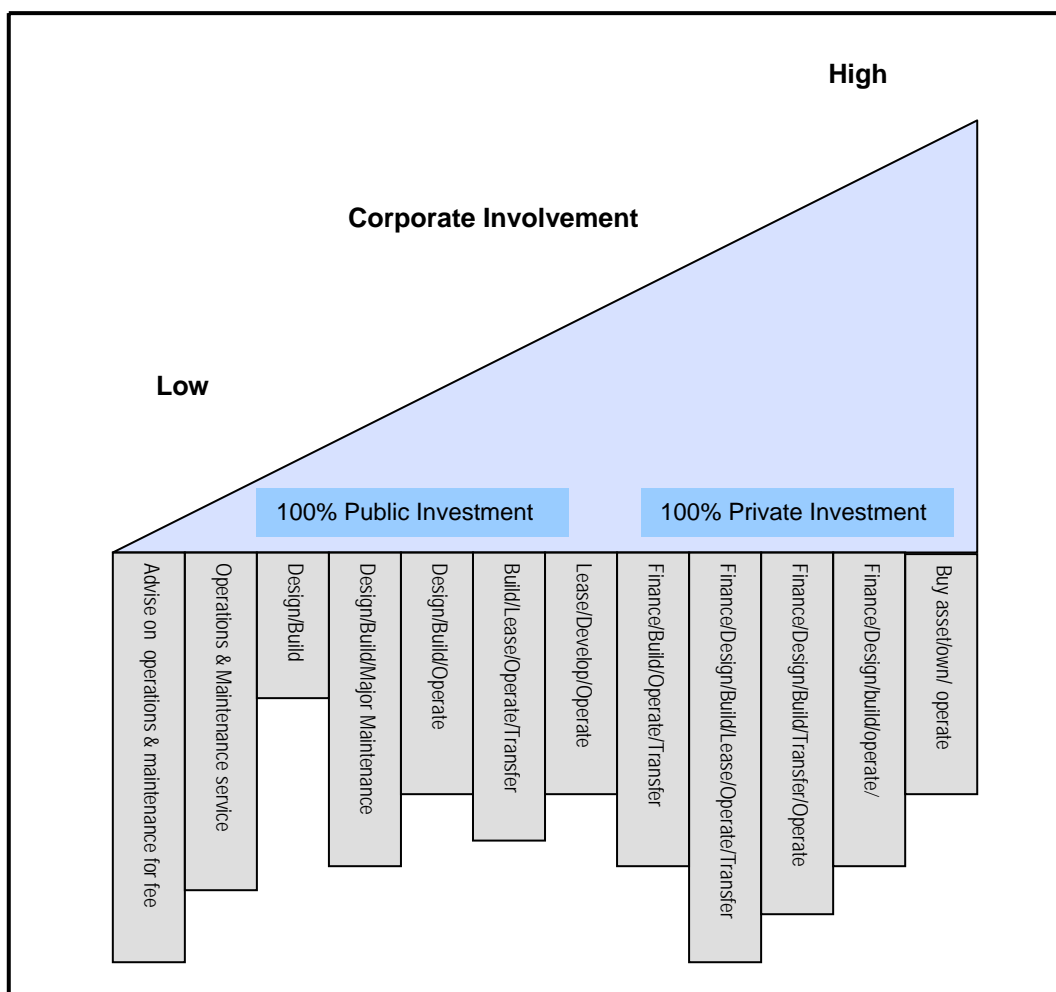 High
Corporate Involvement
Low
100% Public Investment
100% Private Investment
Advise on operations & maintenance for fee
Operations & Maintenance service
Design/Build
Design/Build/Major Maintenance
Design/Build/Operate
Build/Lease/Operate/Transfer
Lease/Develop/Operate
Finance/Build/Operate/Transfer
Finance/Design/Build/Lease/Operate/Transfer
Finance/Design/Build/Transfer/Operate
Finance/Design/build/operate/
Buy asset/own/ operate